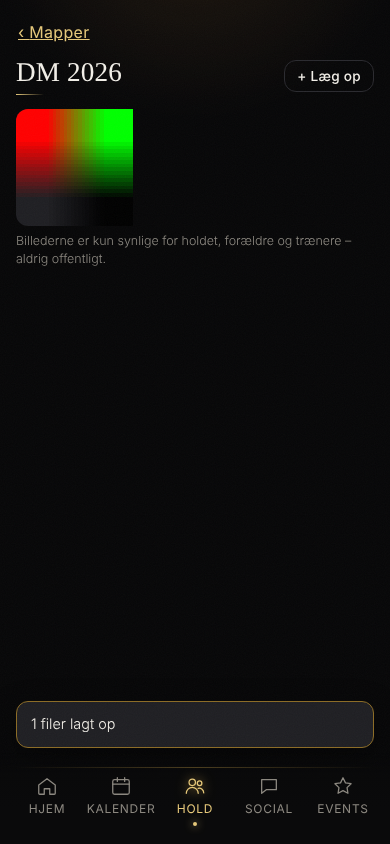 ‹ Mapper
DM 2026
+ Læg op
Billederne er kun synlige for holdet, forældre og trænere –
aldrig offentligt.
1 filer lagt op
HJEM
KALENDER
HOLD
SOCIAL
EVENTS